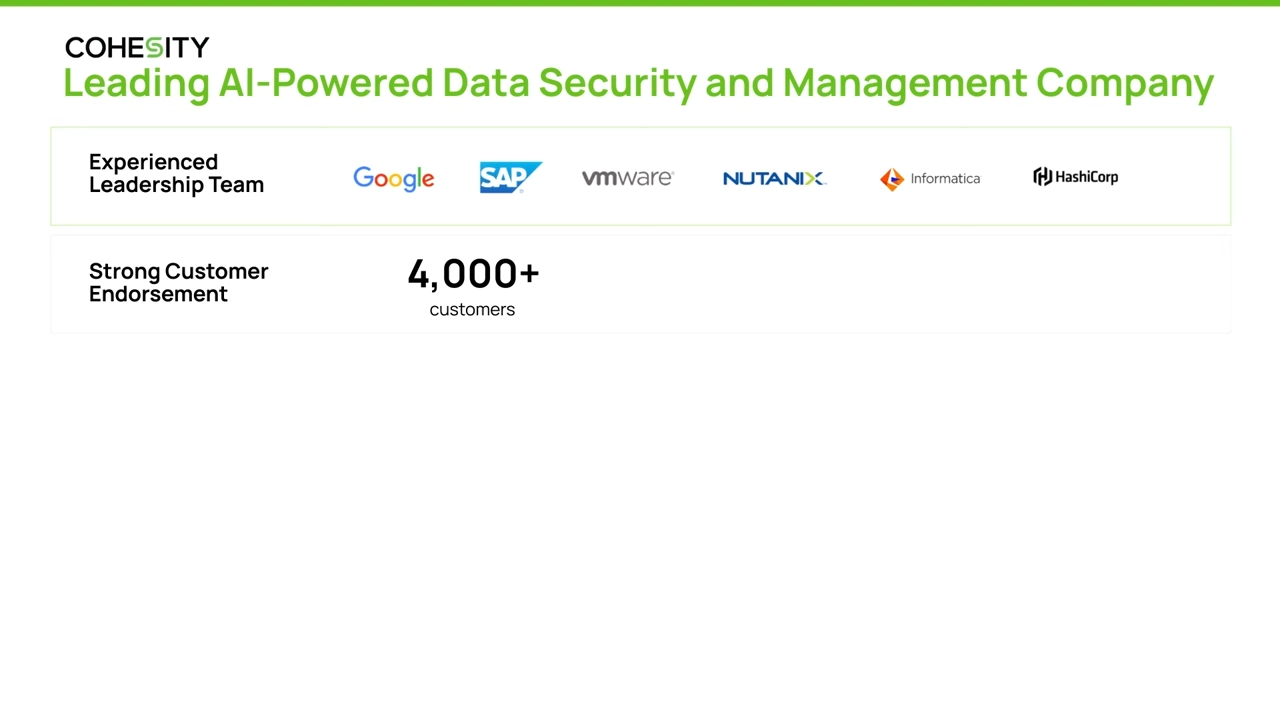 COHESITY
Leading AI-Powered Data Security and Management Company
Experienced
Leadership Team
Google
SAP
vmware
NUTANIX
Informatica
HashiCorp
Strong Customer
Endorsement
4,000+
customers